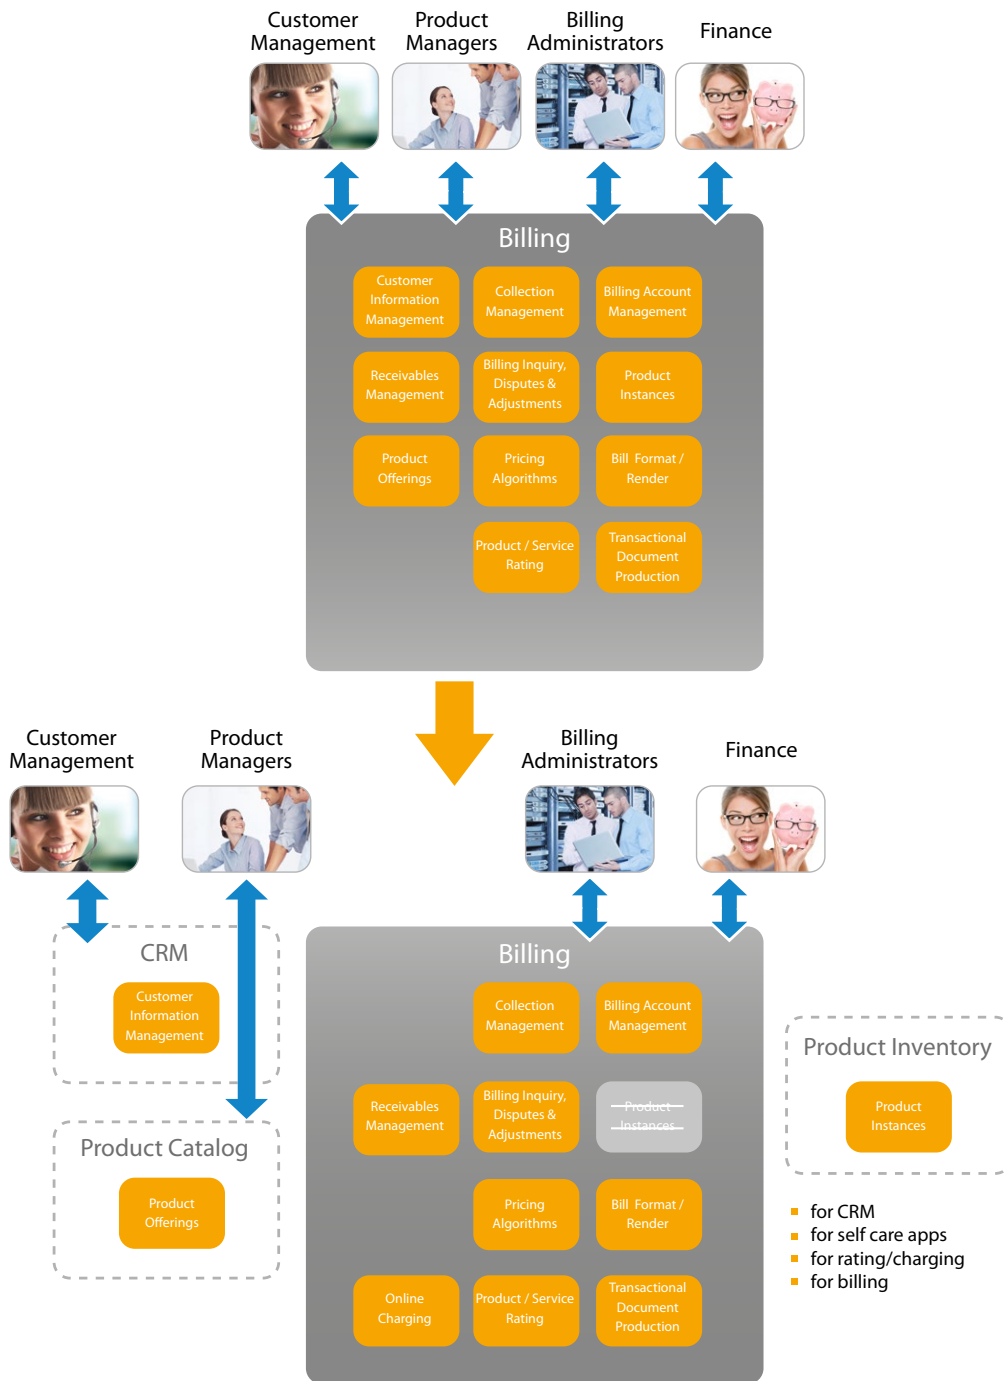 Customer
Management
Product
Managers
Billing
Administrators
Finance
Billing
Customer
Information
Management
Collection
Management
Billing Account
Management
Receivables
Management
Billing Inquiry,
Disputes &
Adjustments
Product
Instances
Product
Offerings
Pricing
Algorithms
Bill Format /
Render
Product / Service
Rating
Transactional
Document
Production
Customer
Management
Product
Managers
Billing
Administrators
Finance
CRM
Customer
Information
Management
Product Catalog
Product
Offerings
Billing
Collection
Management
Billing Account
Management
Receivables
Management
Billing Inquiry,
Disputes &
Adjustments
Product
Instances
Pricing
Algorithms
Bill Format /
Render
Online
Charging
Product / Service
Rating
Transactional
Document
Production
Product Inventory
Product
Instances
for CRM
for self care apps
for rating/charging
for billing